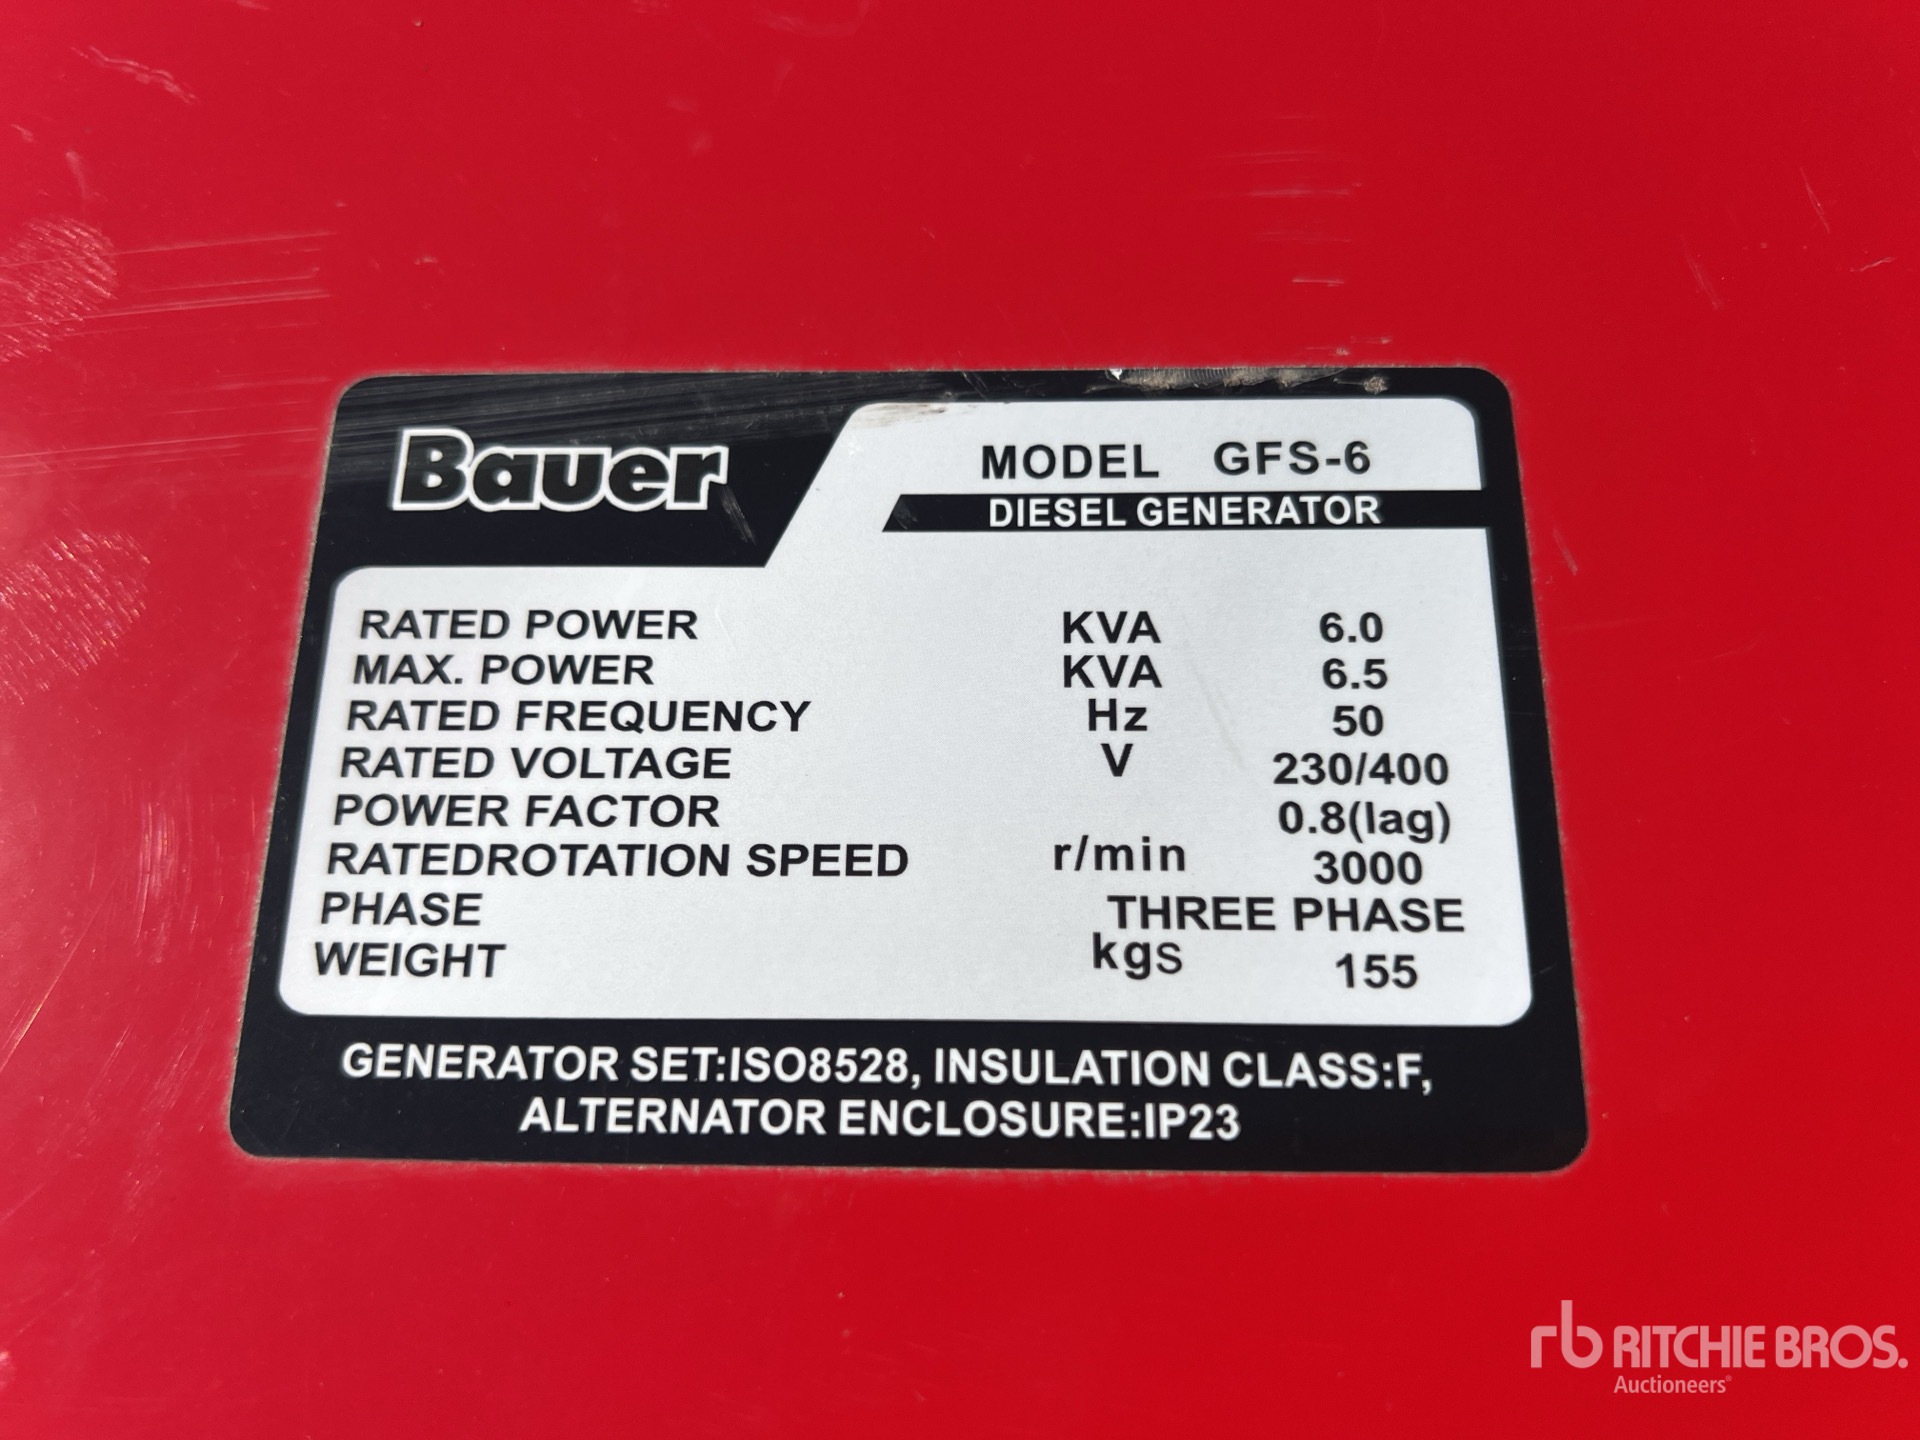 Bauer
MODEL GFS-6
DIESEL GENERATOR
RATED POWER KVA 6.0
MAX. POWER KVA 6.5
RATED FREQUENCY Hz 50
RATED VOLTAGE V 230/400
POWER FACTOR 0.8(lag)
RATEDROTATION SPEED r/min 3000
PHASE THREE PHASE
WEIGHT kgs 155
GENERATOR SET:ISO8528, INSULATION CLASS:F,
ALTERNATOR ENCLOSURE:IP23
rb RITCHIE BROS.
Auctioneers®